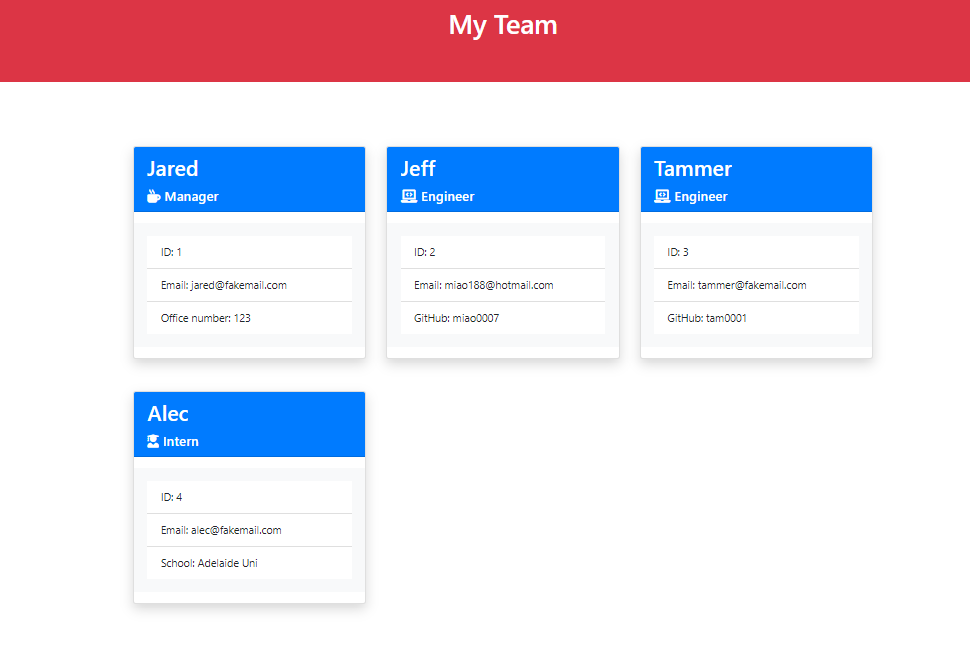 My Team
Jared
Manager
ID: 1
Email: jared@fakemail.com
Office number: 123
Jeff
Engineer
ID: 2
Email: miao188@hotmail.com
GitHub: miao0007
Tammer
Engineer
ID: 3
Email: tammer@fakemail.com
GitHub: tam0001
Alec
Intern
ID: 4
Email: alec@fakemail.com
School: Adelaide Uni